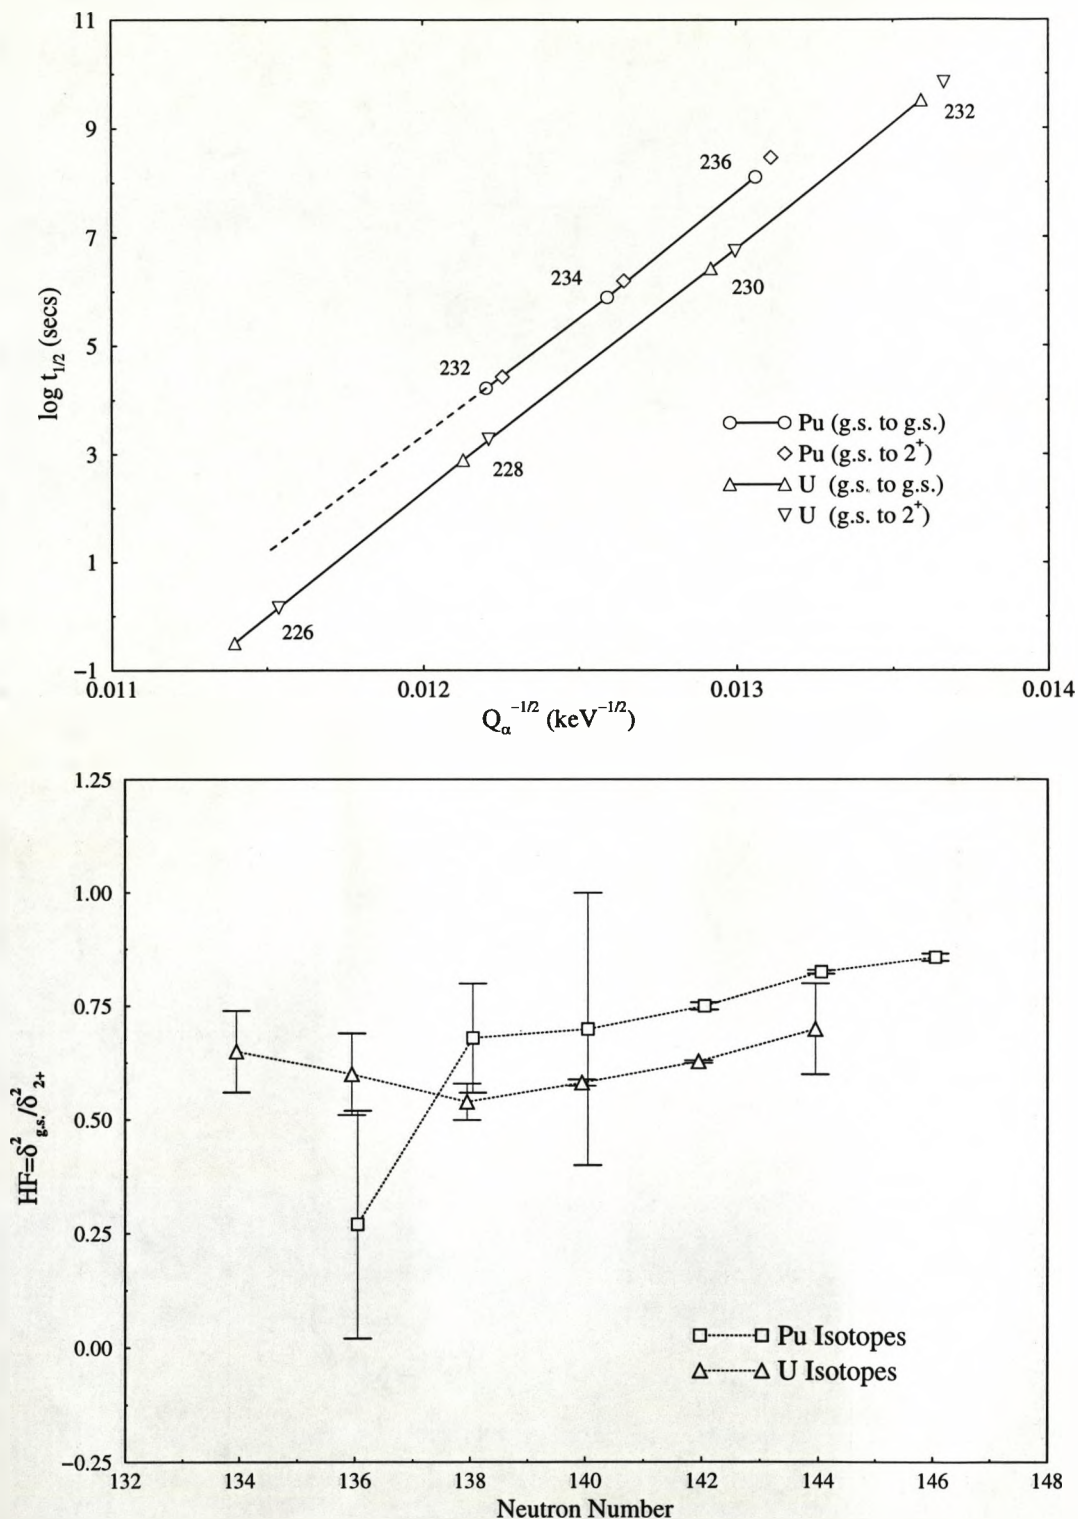 11
9
7
5
3
1
−1
log t1/2 (secs)
232
236
234
230
232
228
226
Pu (g.s. to g.s.)
Pu (g.s. to 2+)
U (g.s. to g.s.)
U (g.s. to 2+)
0.011 0.012 0.013 0.014
Qα−1/2 (keV−1/2)
1.25
1.00
0.75
0.50
0.25
0.00
−0.25
HF=δ2g.s./δ22+
Pu Isotopes
U Isotopes
132 134 136 138 140 142 144 146 148
Neutron Number